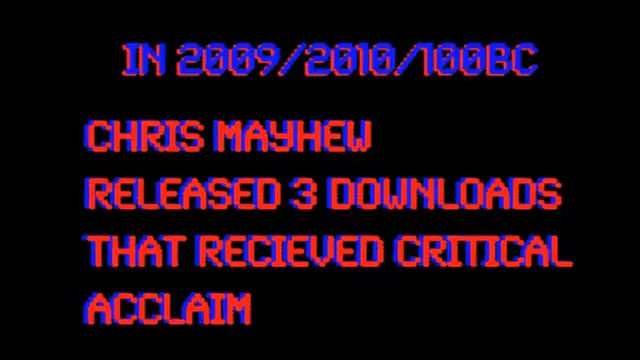 IN 2009/2010/100BC
CHRIS MAYHEW
RELEASED 3 DOWNLOADS
THAT RECIEVED CRITICAL
ACCLAIM